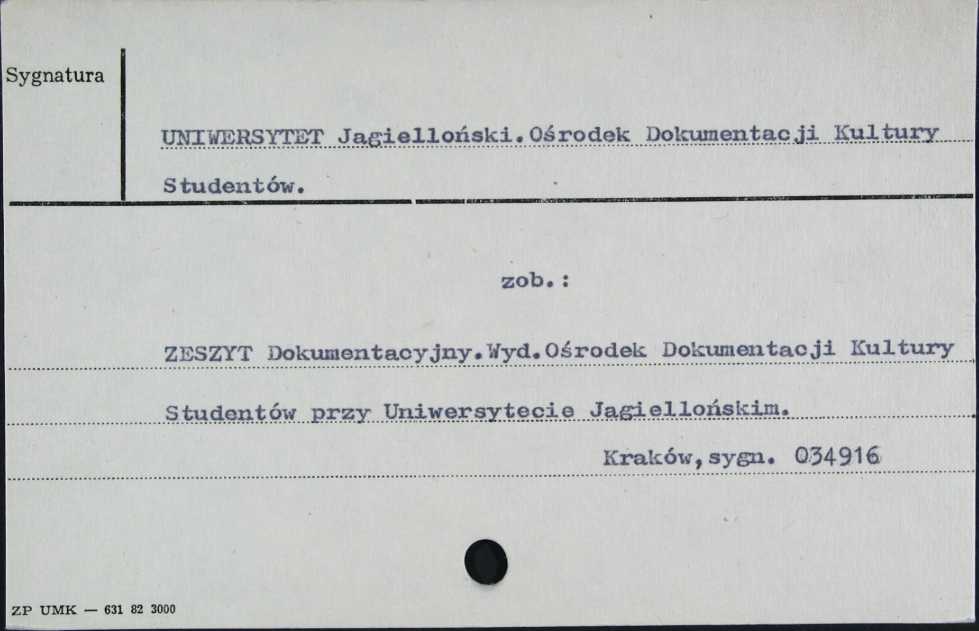 Sygnatura
UNIWERSYTET Jagielloński.Ośrodek Dokumentacji Kultury
Studentów.
zob.:
ZESZYT Dokumentacyjny.Wyd.Ośrodek Dokumentacji Kultury
Studentów przy Uniwersytecie Jagiellońskim.
Kraków,sygn. 034916
ZP UMK — 631 82 3000